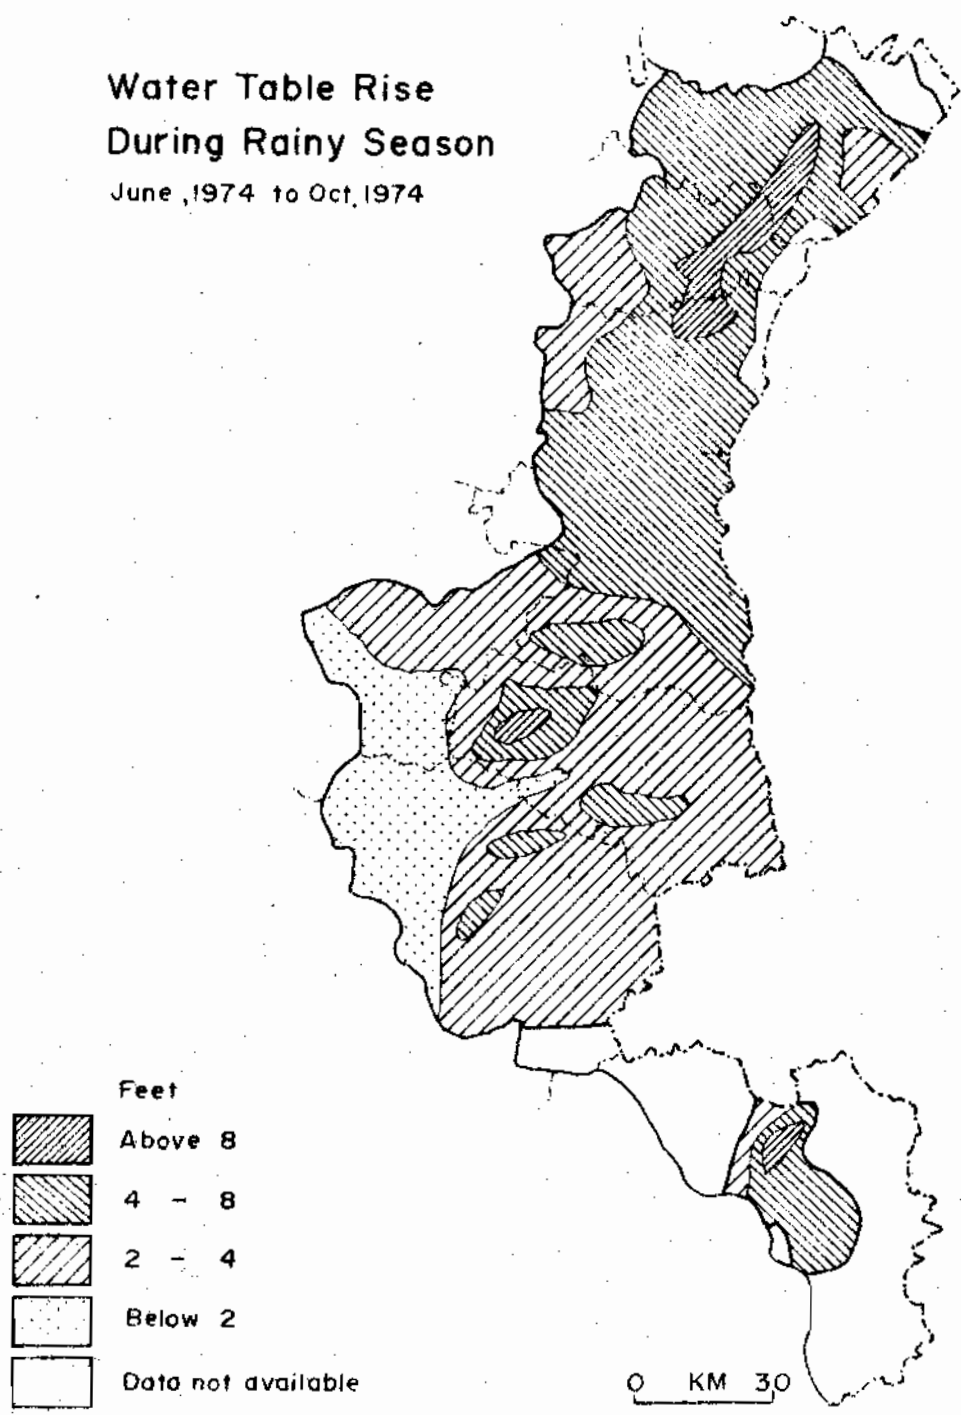 Water Table Rise
During Rainy Season
June, 1974 to Oct. 1974
Feet
Above 8
4 - 8
2 - 4
Below 2
Data not available
0 KM 30